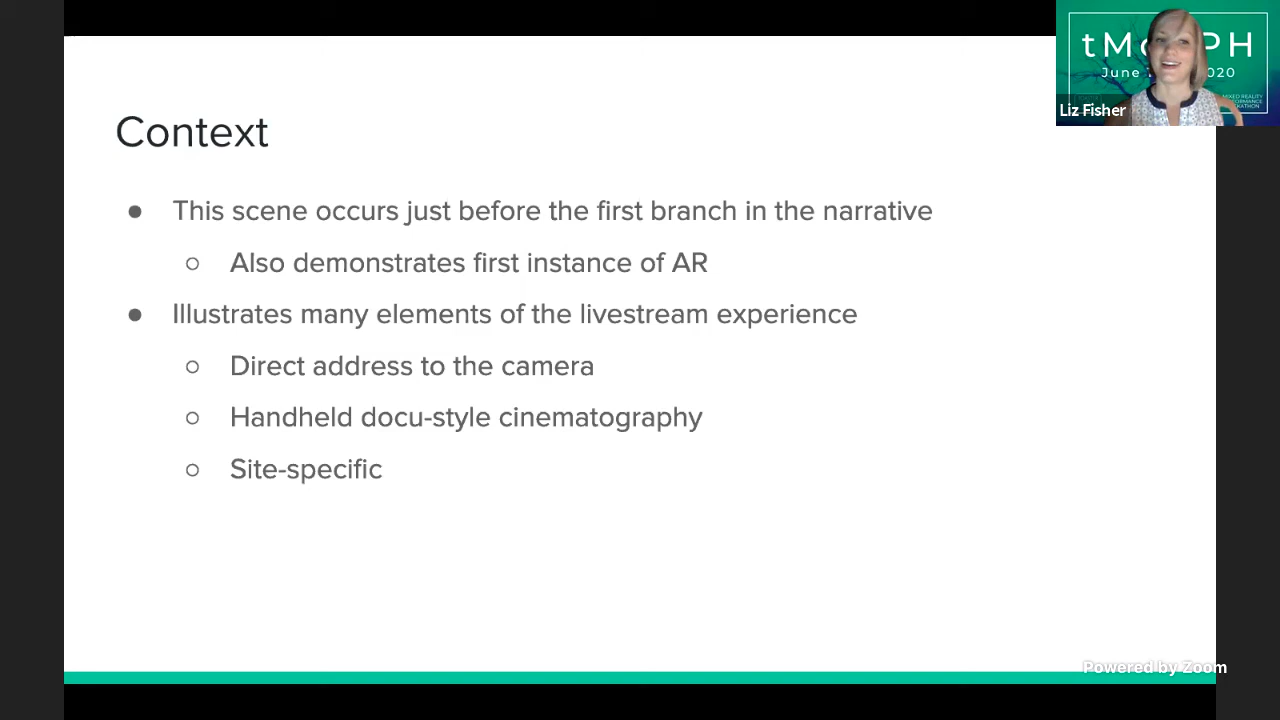 Context
● This scene occurs just before the first branch in the narrative
○ Also demonstrates first instance of AR
● Illustrates many elements of the livestream experience
○ Direct address to the camera
○ Handheld docu-style cinematography
○ Site-specific
June 2020
Liz Fisher
Powered by Zoom